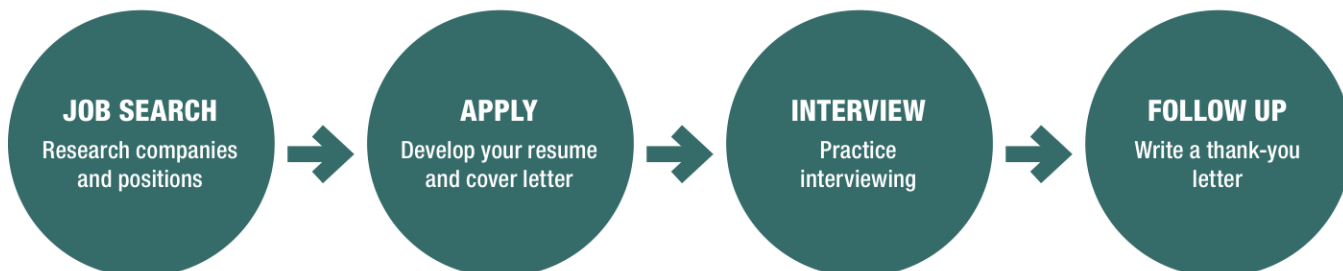 JOB SEARCH
Research companies
and positions
APPLY
Develop your resume
and cover letter
INTERVIEW
Practice
interviewing
FOLLOW UP
Write a thank-you
letter